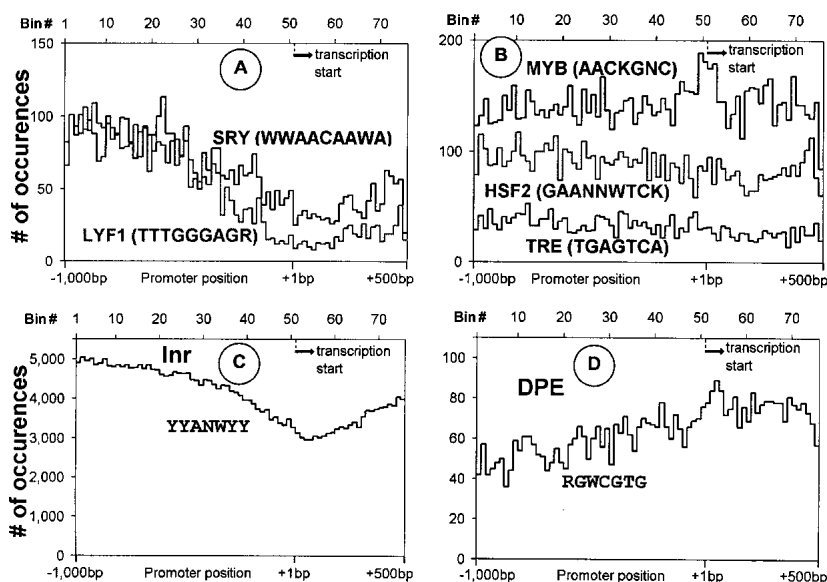 Bin# 1 10 20 30 40 50 60 70
150
100
50
0
# of occurences
A
transcription
start
SRY (WWAACAAWA)
LYF1 (TTTGGGAGR)
-1,000bp Promoter position +1bp +500bp
Bin# 1 10 20 30 40 50 60 70
200
100
0
B
transcription
start
MYB (AACKGNC)
HSF2 (GAANNWTCK)
TRE (TGAGTCA)
-1,000bp Promoter position +1bp +500bp
Bin# 1 10 20 30 40 50 60 70
5,000
4,000
3,000
2,000
1,000
0
# of occurences
Inr
C
transcription
start
YYANWYY
-1,000bp Promoter position +1bp +500bp
Bin# 1 10 20 30 40 50 60 70
100
80
60
40
20
0
D
transcription
start
DPE
RGWCGTG
-1,000bp Promoter position +1bp +500bp